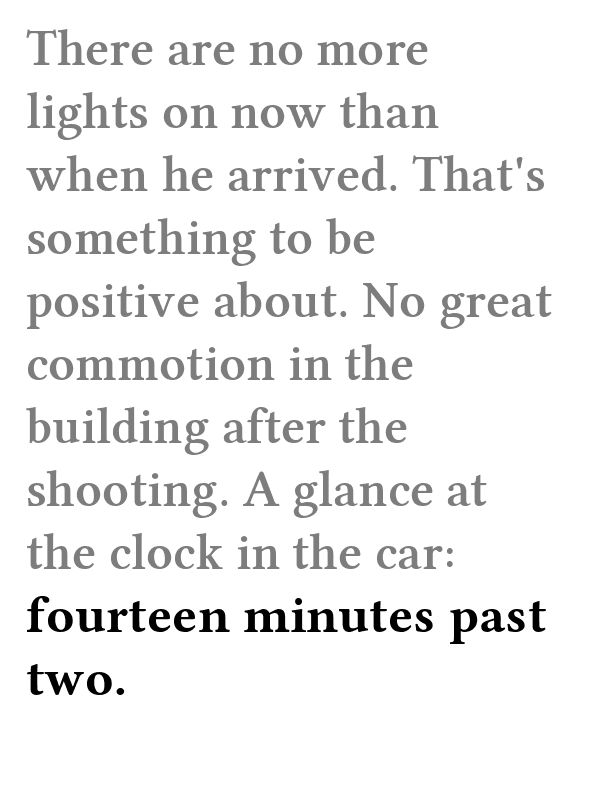 There are no more
lights on now than
when he arrived. That's
something to be
positive about. No great
commotion in the
building after the
shooting. A glance at
the clock in the car:
fourteen minutes past
two.